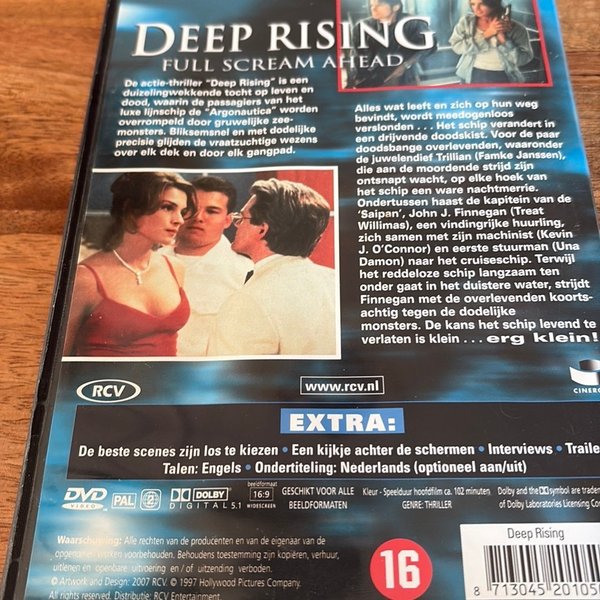 DEEP RISING
FULL SCREAM AHEAD
De actie-thriller "Deep Rising" is een
duizelingwekkende tocht op leven en
dood, waarin de passagiers van het
luxe lijnschip de "Argonautica" worden
overrompeld door gruwelijke zee-
monsters. Bliksemsnel en met dodelijke
precisie glijden de vraatzuchtige wezens
over elk dek en door elk gangpad.
Alles wat leeft en zich op hun weg
bevindt, wordt meedogenloos
verslonden . . . Het schip verandert in
een drijvende doodskist. Voor de paar
doodsbange overlevenden, waaronder
de juwelendief Trillian (Famke Janssen),
die aan de moordende strijd zijn
ontsnapt wacht, op elke hoek van
het schip een ware nachtmerrie.
Ondertussen haast de kapitein van de
'Saipan', John J. Finnegan (Treat
Willimas), een vindingrijke huurling,
zich samen met zijn machinist (Kevin
J. O'Connor) en eerste stuurman (Una
Damon) naar het cruiseschip. Terwijl
het reddeloze schip langzaam ten
onder gaat in het duistere water, strijdt
Finnegan met de overlevenden koorts-
achtig tegen de dodelijke
monsters. De kans het schip levend te
verlaten is klein . . . erg klein!
RCV
www.rcv.nl
CINERG
EXTRA:
De beste scenes zijn los te kiezen • Een kijkje achter de schermen • Interviews • Traile
Talen: Engels • Ondertiteling: Nederlands (optioneel aan/uit)
DVD VIDEO PAL 2 DOLBY DIGITAL 5.1
beeldformaat 16:9 WIDESCREEN
GESCHIKT VOOR ALLE
BEELDFORMATEN
Kleur - Speelduur hoofdfilm ca. 102 minuten
GENRE: THRILLER
Dolby and the symbol are tradem
of Dolby Laboratories Licensing Co
Waarschuwing: Alle rechten van de producenten en van de eigenaar van de
opgenomen werken voorbehouden. Behoudens toestemming zijn kopiëren, verhuur,
uitlenen en openbare uitvoering en / of uitzending verboden.
© Artwork and Design: 2007 RCV. © 1997 Hollywood Pictures Company.
All rights reserved. Distributie: RCV Entertainment.
16
Deep Rising
8 713045 201050